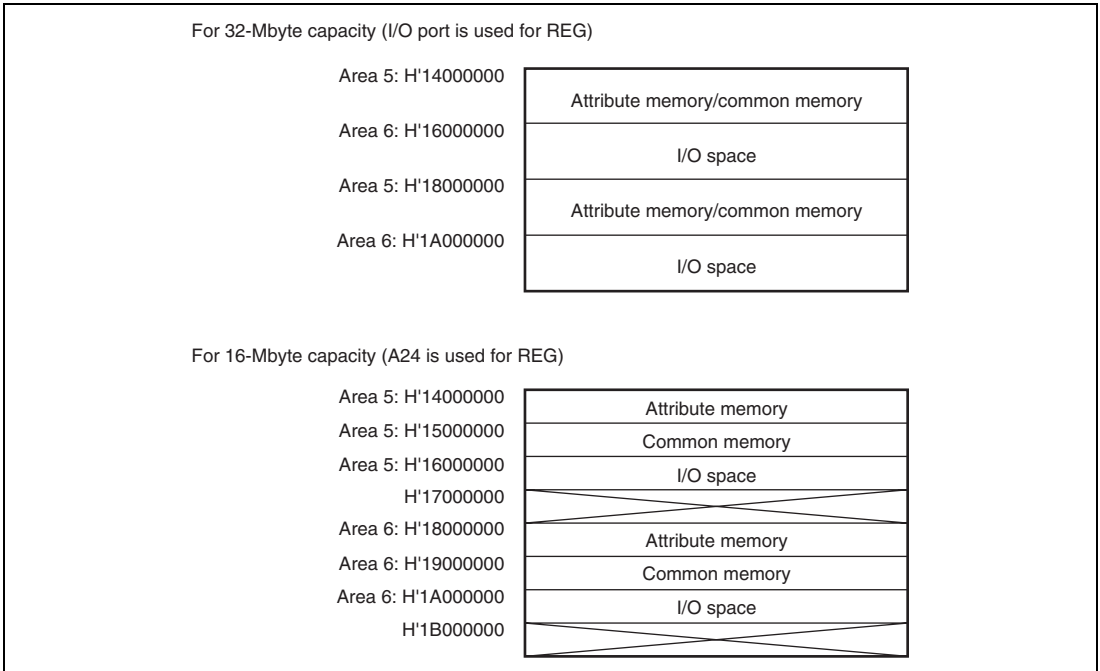 For 32-Mbyte capacity (I/O port is used for REG)
Area 5: H'14000000
Attribute memory/common memory
Area 6: H'16000000
I/O space
Area 5: H'18000000
Attribute memory/common memory
Area 6: H'1A000000
I/O space
For 16-Mbyte capacity (A24 is used for REG)
Area 5: H'14000000
Attribute memory
Area 5: H'15000000
Common memory
Area 5: H'16000000
I/O space
H'17000000
Area 6: H'18000000
Attribute memory
Area 6: H'19000000
Common memory
Area 6: H'1A000000
I/O space
H'1B000000